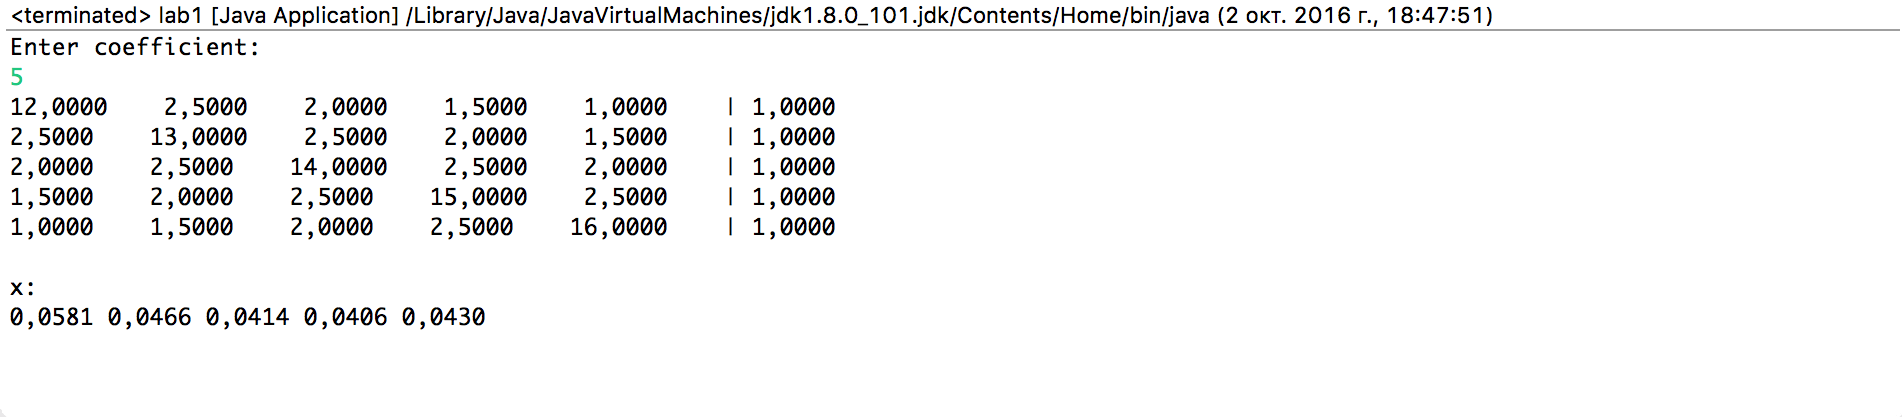 <terminated> lab1 [Java Application] /Library/Java/JavaVirtualMachines/jdk1.8.0_101.jdk/Contents/Home/bin/java (2 окт. 2016 г., 18:47:51)
Enter coefficient:
5
12,0000    2,5000    2,0000    1,5000    1,0000    | 1,0000
2,5000    13,0000   2,5000    2,0000    1,5000    | 1,0000
2,0000    2,5000    14,0000   2,5000    2,0000    | 1,0000
1,5000    2,0000    2,5000    15,0000   2,5000    | 1,0000
1,0000    1,5000    2,0000    2,5000    16,0000    | 1,0000
x:
0,0581 0,0466 0,0414 0,0406 0,0430